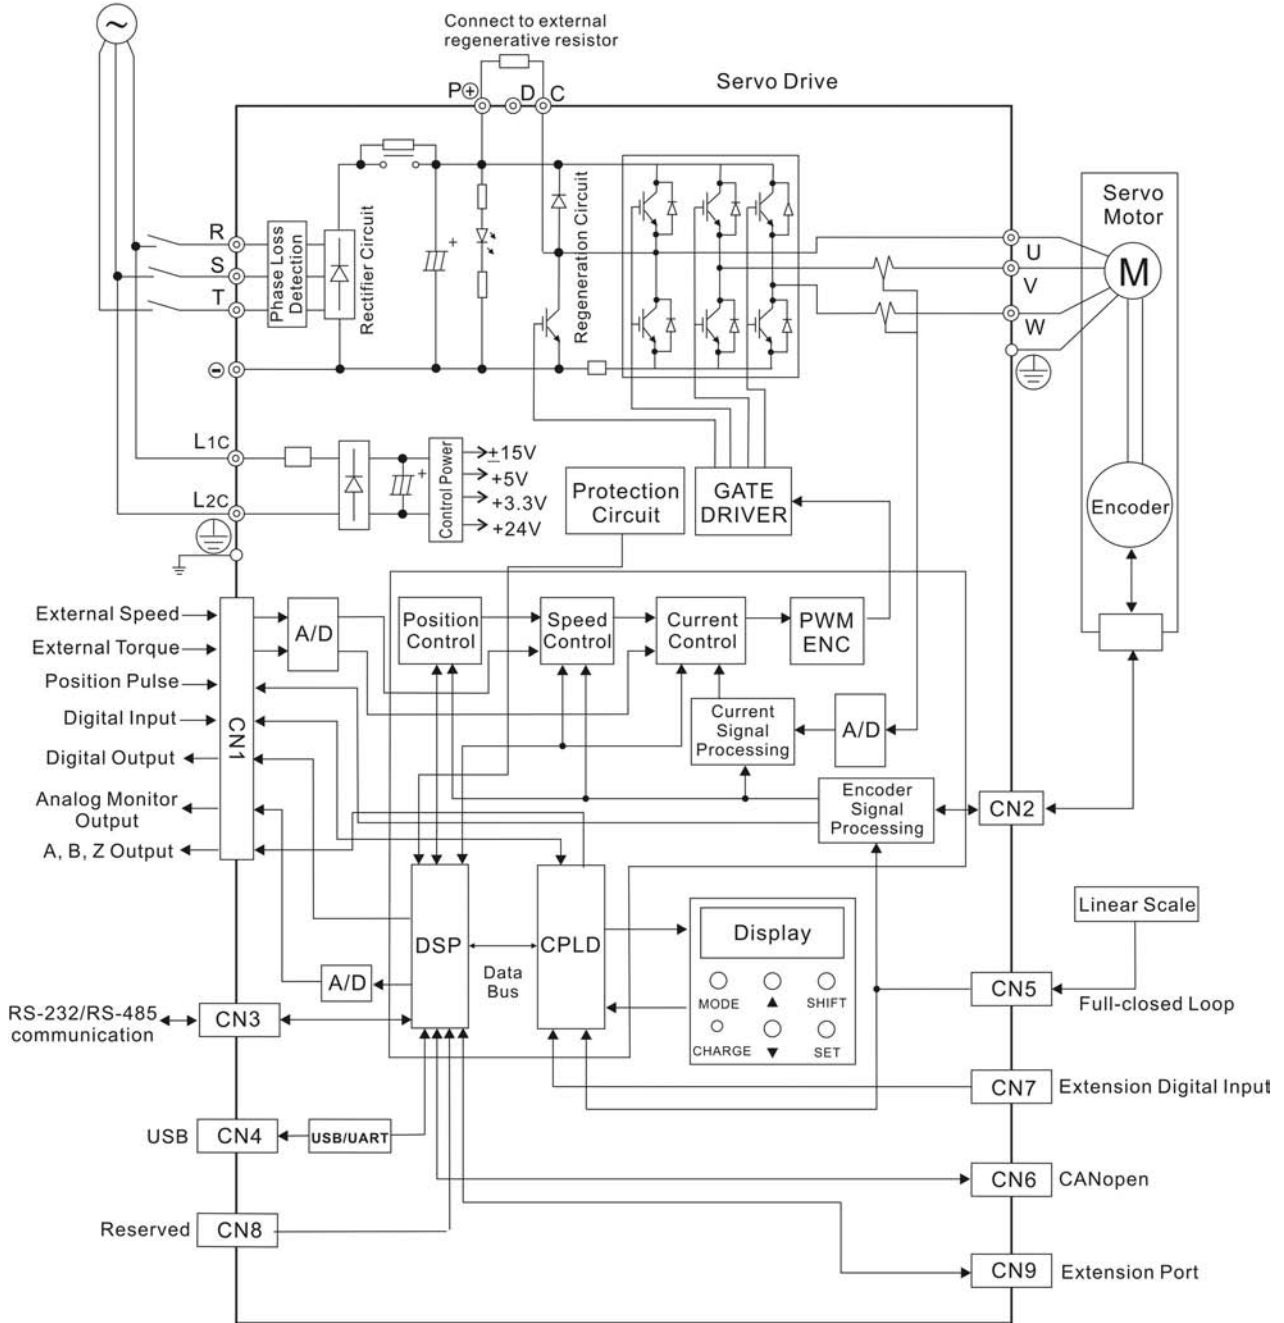 Connect to external
regenerative resistor
Servo Drive
P⊕
D
C
R
S
T
Phase Loss
Detection
Rectifier Circuit
+
Regeneration Circuit
Servo
Motor
M
U
V
W
L1C
L2C
+
Control Power
±15V
+5V
+3.3V
+24V
Protection
Circuit
GATE
DRIVER
Encoder
External Speed
External Torque
Position Pulse
Digital Input
Digital Output
Analog Monitor
Output
A, B, Z Output
CN1
A/D
Position
Control
Speed
Control
Current
Control
PWM
ENC
Current
Signal
Processing
A/D
Encoder
Signal
Processing
CN2
DSP
Data
Bus
CPLD
A/D
Display
MODE
▲
SHIFT
CHARGE
▼
SET
Linear Scale
CN5
Full-closed Loop
RS-232/RS-485
communication
CN3
CN7
Extension Digital Input
USB
CN4
USB/UART
CN6
CANopen
Reserved
CN8
CN9
Extension Port